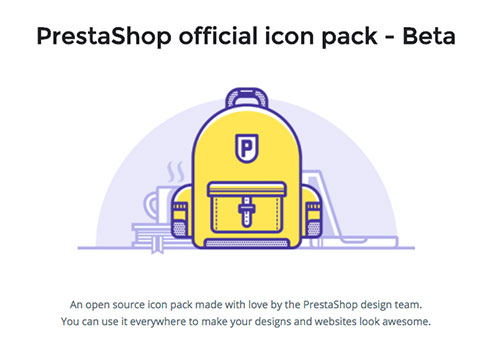 PrestaShop official icon pack - Beta
P
An open source icon pack made with love by the PrestaShop design team.
You can use it everywhere to make your designs and websites look awesome.